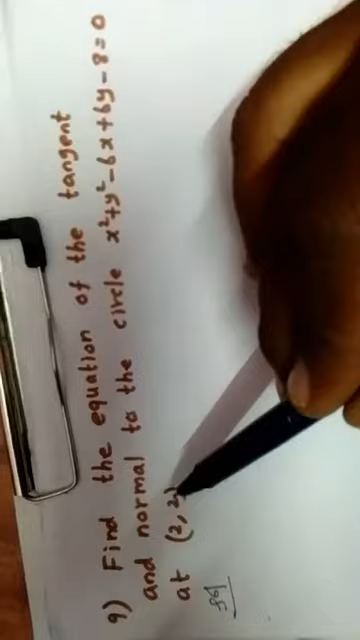 9) Find the equation of the tangent
and normal to the circle x²+y²-6x+6y-8=0
at (2,2)